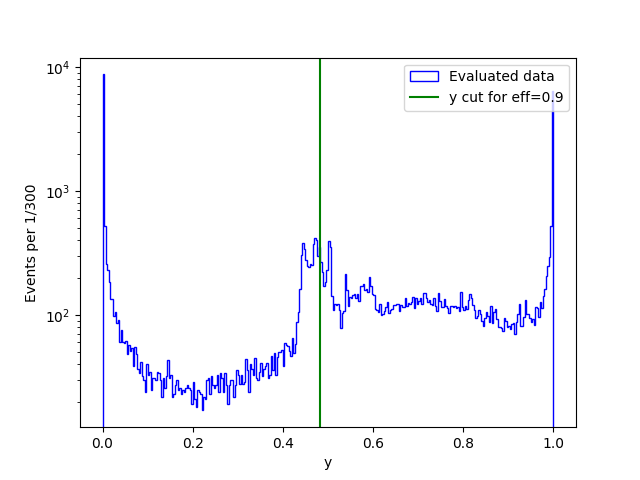 Evaluated data
y cut for eff=0.9
Events per 1/300
10⁴
10³
10²
0.0 0.2 0.4 0.6 0.8 1.0
y